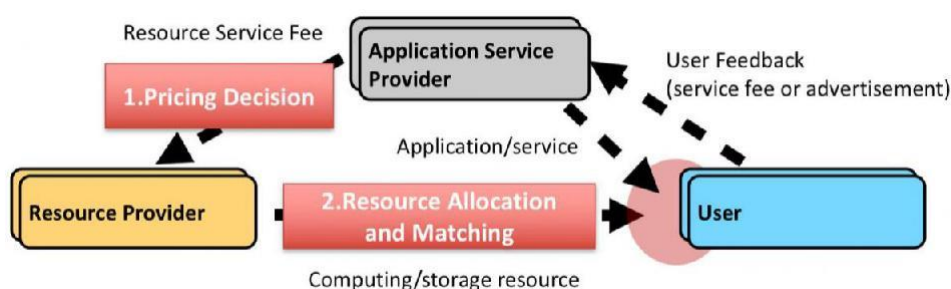 Resource Service Fee
Application Service
Provider
User Feedback
(service fee or advertisement)
1.Pricing Decision
Application/service
Resource Provider
2.Resource Allocation
and Matching
User
Computing/storage resource